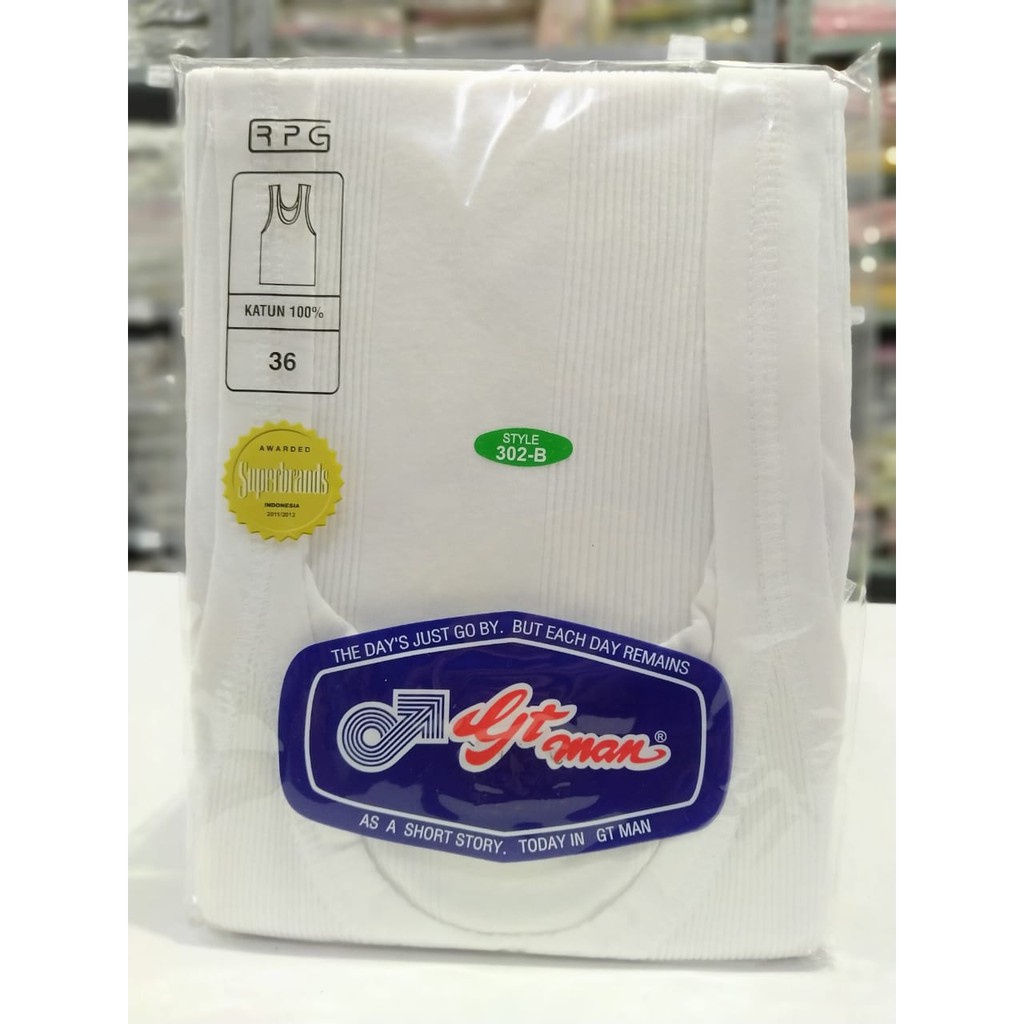 RPG
KATUN 100%
36
AWARDED
Superbrands
INDONESIA
2011/2012
STYLE
302-B
THE DAY'S JUST GO BY. BUT EACH DAY REMAINS
Gt man®
AS A SHORT STORY. TODAY IN GT MAN